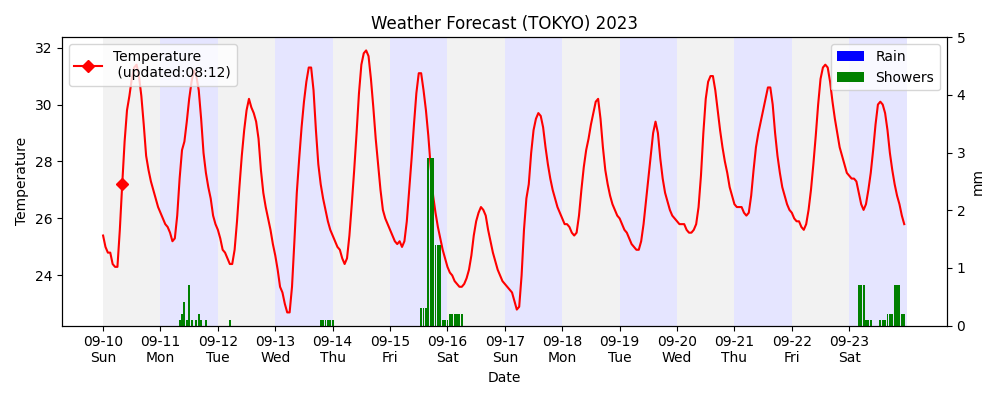 Weather Forecast (TOKYO) 2023
Temperature
(updated:08:12)
Rain
Showers
Temperature
32
30
28
26
24
5
4
3
2
1
0
mm
09-10 09-11 09-12 09-13 09-14 09-15 09-16 09-17 09-18 09-19 09-20 09-21 09-22 09-23
Sun Mon Tue Wed Thu Fri Sat Sun Mon Tue Wed Thu Fri Sat
Date